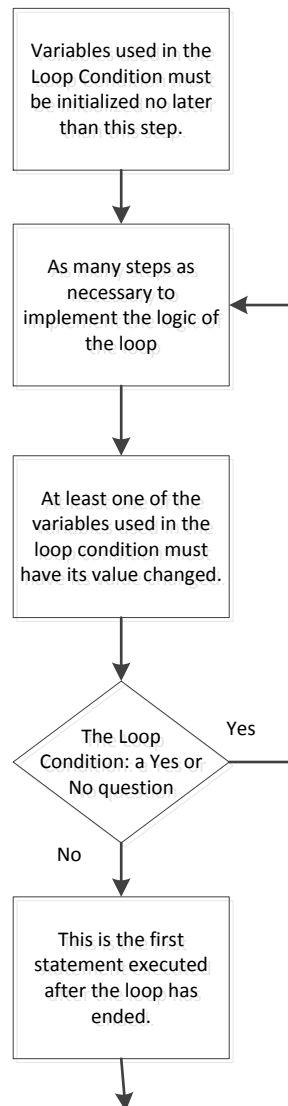 Variables used in the
Loop Condition must
be initialized no later
than this step.
As many steps as
necessary to
implement the logic of
the loop
At least one of the
variables used in the
loop condition must
have its value changed.
The Loop
Condition: a Yes or
No question
Yes
No
This is the first
statement executed
after the loop has
ended.